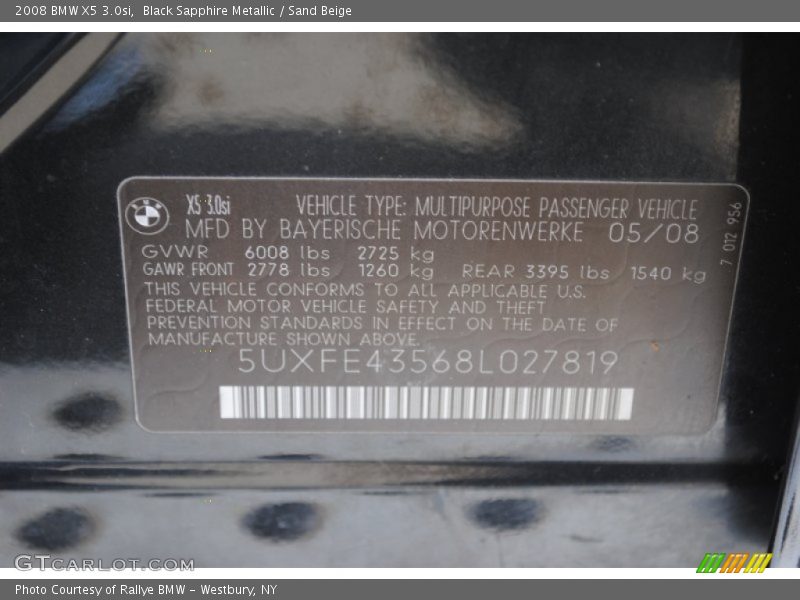 2008 BMW X5 3.0si, Black Sapphire Metallic / Sand Beige
BMW
X5 3.0si VEHICLE TYPE: MULTIPURPOSE PASSENGER VEHICLE
MFD BY BAYERISCHE MOTORENWERKE 05/08
GVWR 6008 lbs 2725 kg
GAWR FRONT 2778 lbs 1260 kg REAR 3395 lbs 1540 kg
THIS VEHICLE CONFORMS TO ALL APPLICABLE U.S.
FEDERAL MOTOR VEHICLE SAFETY AND THEFT
PREVENTION STANDARDS IN EFFECT ON THE DATE OF
MANUFACTURE SHOWN ABOVE.
5UXFE43568L027819
7 072 956
GTCARLOT.COM
Photo Courtesy of Rallye BMW - Westbury, NY